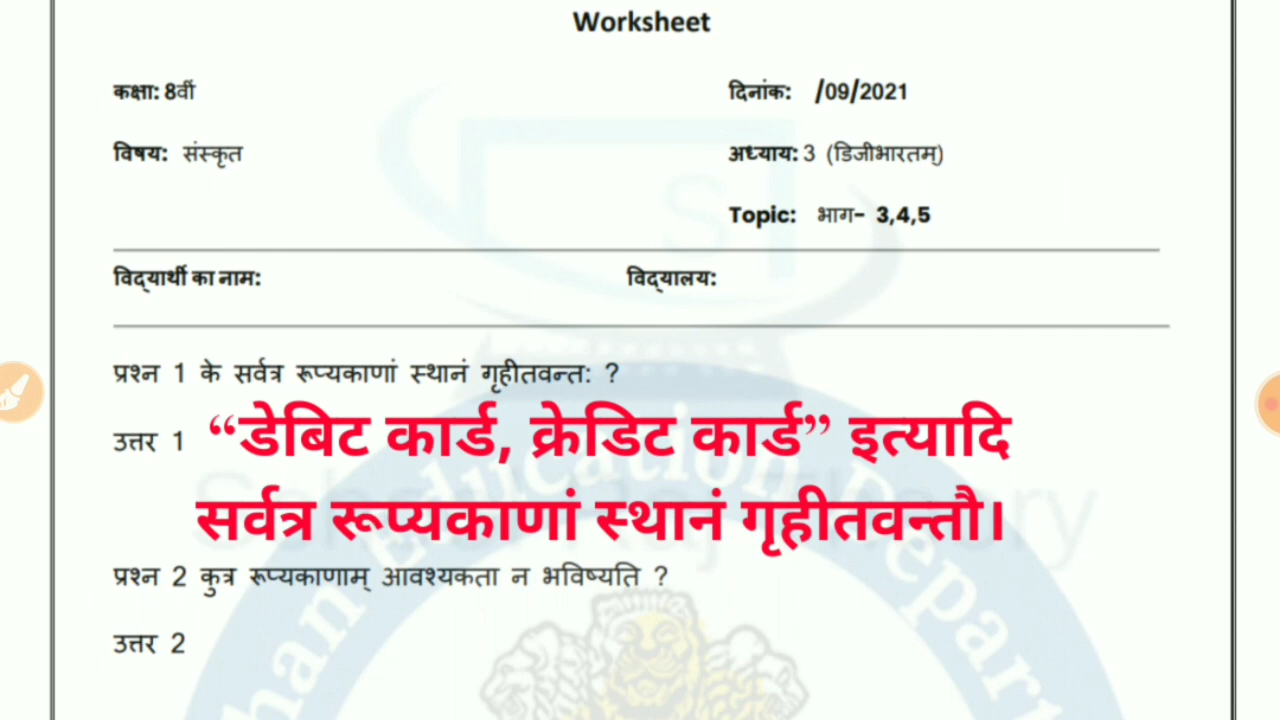 Worksheet
कक्षा: 8वीं
दिनांक: /09/2021
विषय: संस्कृत
अध्याय: 3 (डिजीभारतम्)
Topic: भाग- 3,4,5
विद्यार्थी का नाम:
विद्यालय:
प्रश्न 1 के सर्वत्र रूप्यकाणां स्थानं गृहीतवन्त: ?
उत्तर 1 “डेबिट कार्ड, क्रेडिट कार्ड” इत्यादि
सर्वत्र रूप्यकाणां स्थानं गृहीतवन्तौ।
प्रश्न 2 कुत्र रूप्यकाणाम् आवश्यकता न भविष्यति ?
उत्तर 2